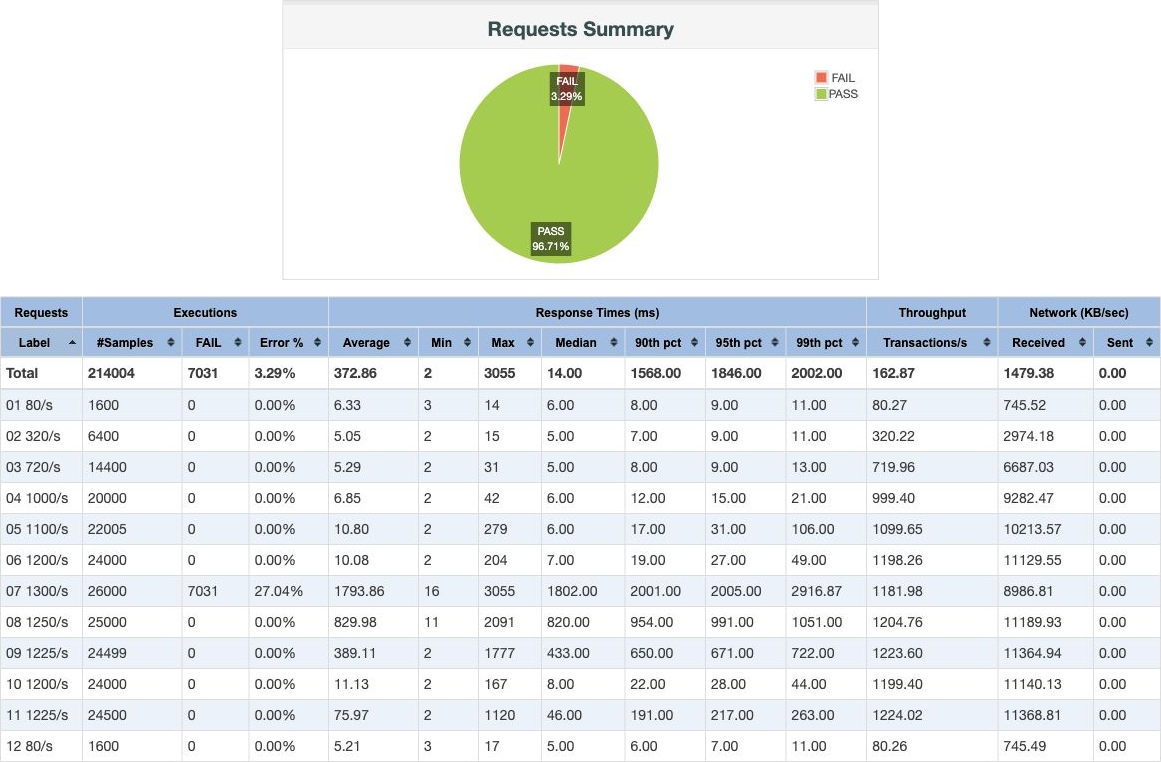 Requests Summary
FAIL
3.29%
FAIL
PASS
PASS
96.71%
Requests Executions Response Times (ms) Throughput Network (KB/sec)
Label #Samples FAIL Error % Average Min Max Median 90th pct 95th pct 99th pct Transactions/s Received Sent
Total 214004 7031 3.29% 372.86 2 3055 14.00 1568.00 1846.00 2002.00 162.87 1479.38 0.00
01 80/s 1600 0 0.00% 6.33 3 14 6.00 8.00 9.00 11.00 80.27 745.52 0.00
02 320/s 6400 0 0.00% 5.05 2 15 5.00 7.00 9.00 11.00 320.22 2974.18 0.00
03 720/s 14400 0 0.00% 5.29 2 31 5.00 8.00 9.00 13.00 719.96 6687.03 0.00
04 1000/s 20000 0 0.00% 6.85 2 42 6.00 12.00 15.00 21.00 999.40 9282.47 0.00
05 1100/s 22005 0 0.00% 10.80 2 279 6.00 17.00 31.00 106.00 1099.65 10213.57 0.00
06 1200/s 24000 0 0.00% 10.08 2 204 7.00 19.00 27.00 49.00 1198.26 11129.55 0.00
07 1300/s 26000 7031 27.04% 1793.86 16 3055 1802.00 2001.00 2005.00 2916.87 1181.98 8986.81 0.00
08 1250/s 25000 0 0.00% 829.98 11 2091 820.00 954.00 991.00 1051.00 1204.76 11189.93 0.00
09 1225/s 24499 0 0.00% 389.11 2 1777 433.00 650.00 671.00 722.00 1223.60 11364.94 0.00
10 1200/s 24000 0 0.00% 11.13 2 167 8.00 22.00 28.00 44.00 1199.40 11140.13 0.00
11 1225/s 24500 0 0.00% 75.97 2 1120 46.00 191.00 217.00 263.00 1224.02 11368.81 0.00
12 80/s 1600 0 0.00% 5.21 3 17 5.00 6.00 7.00 11.00 80.26 745.49 0.00